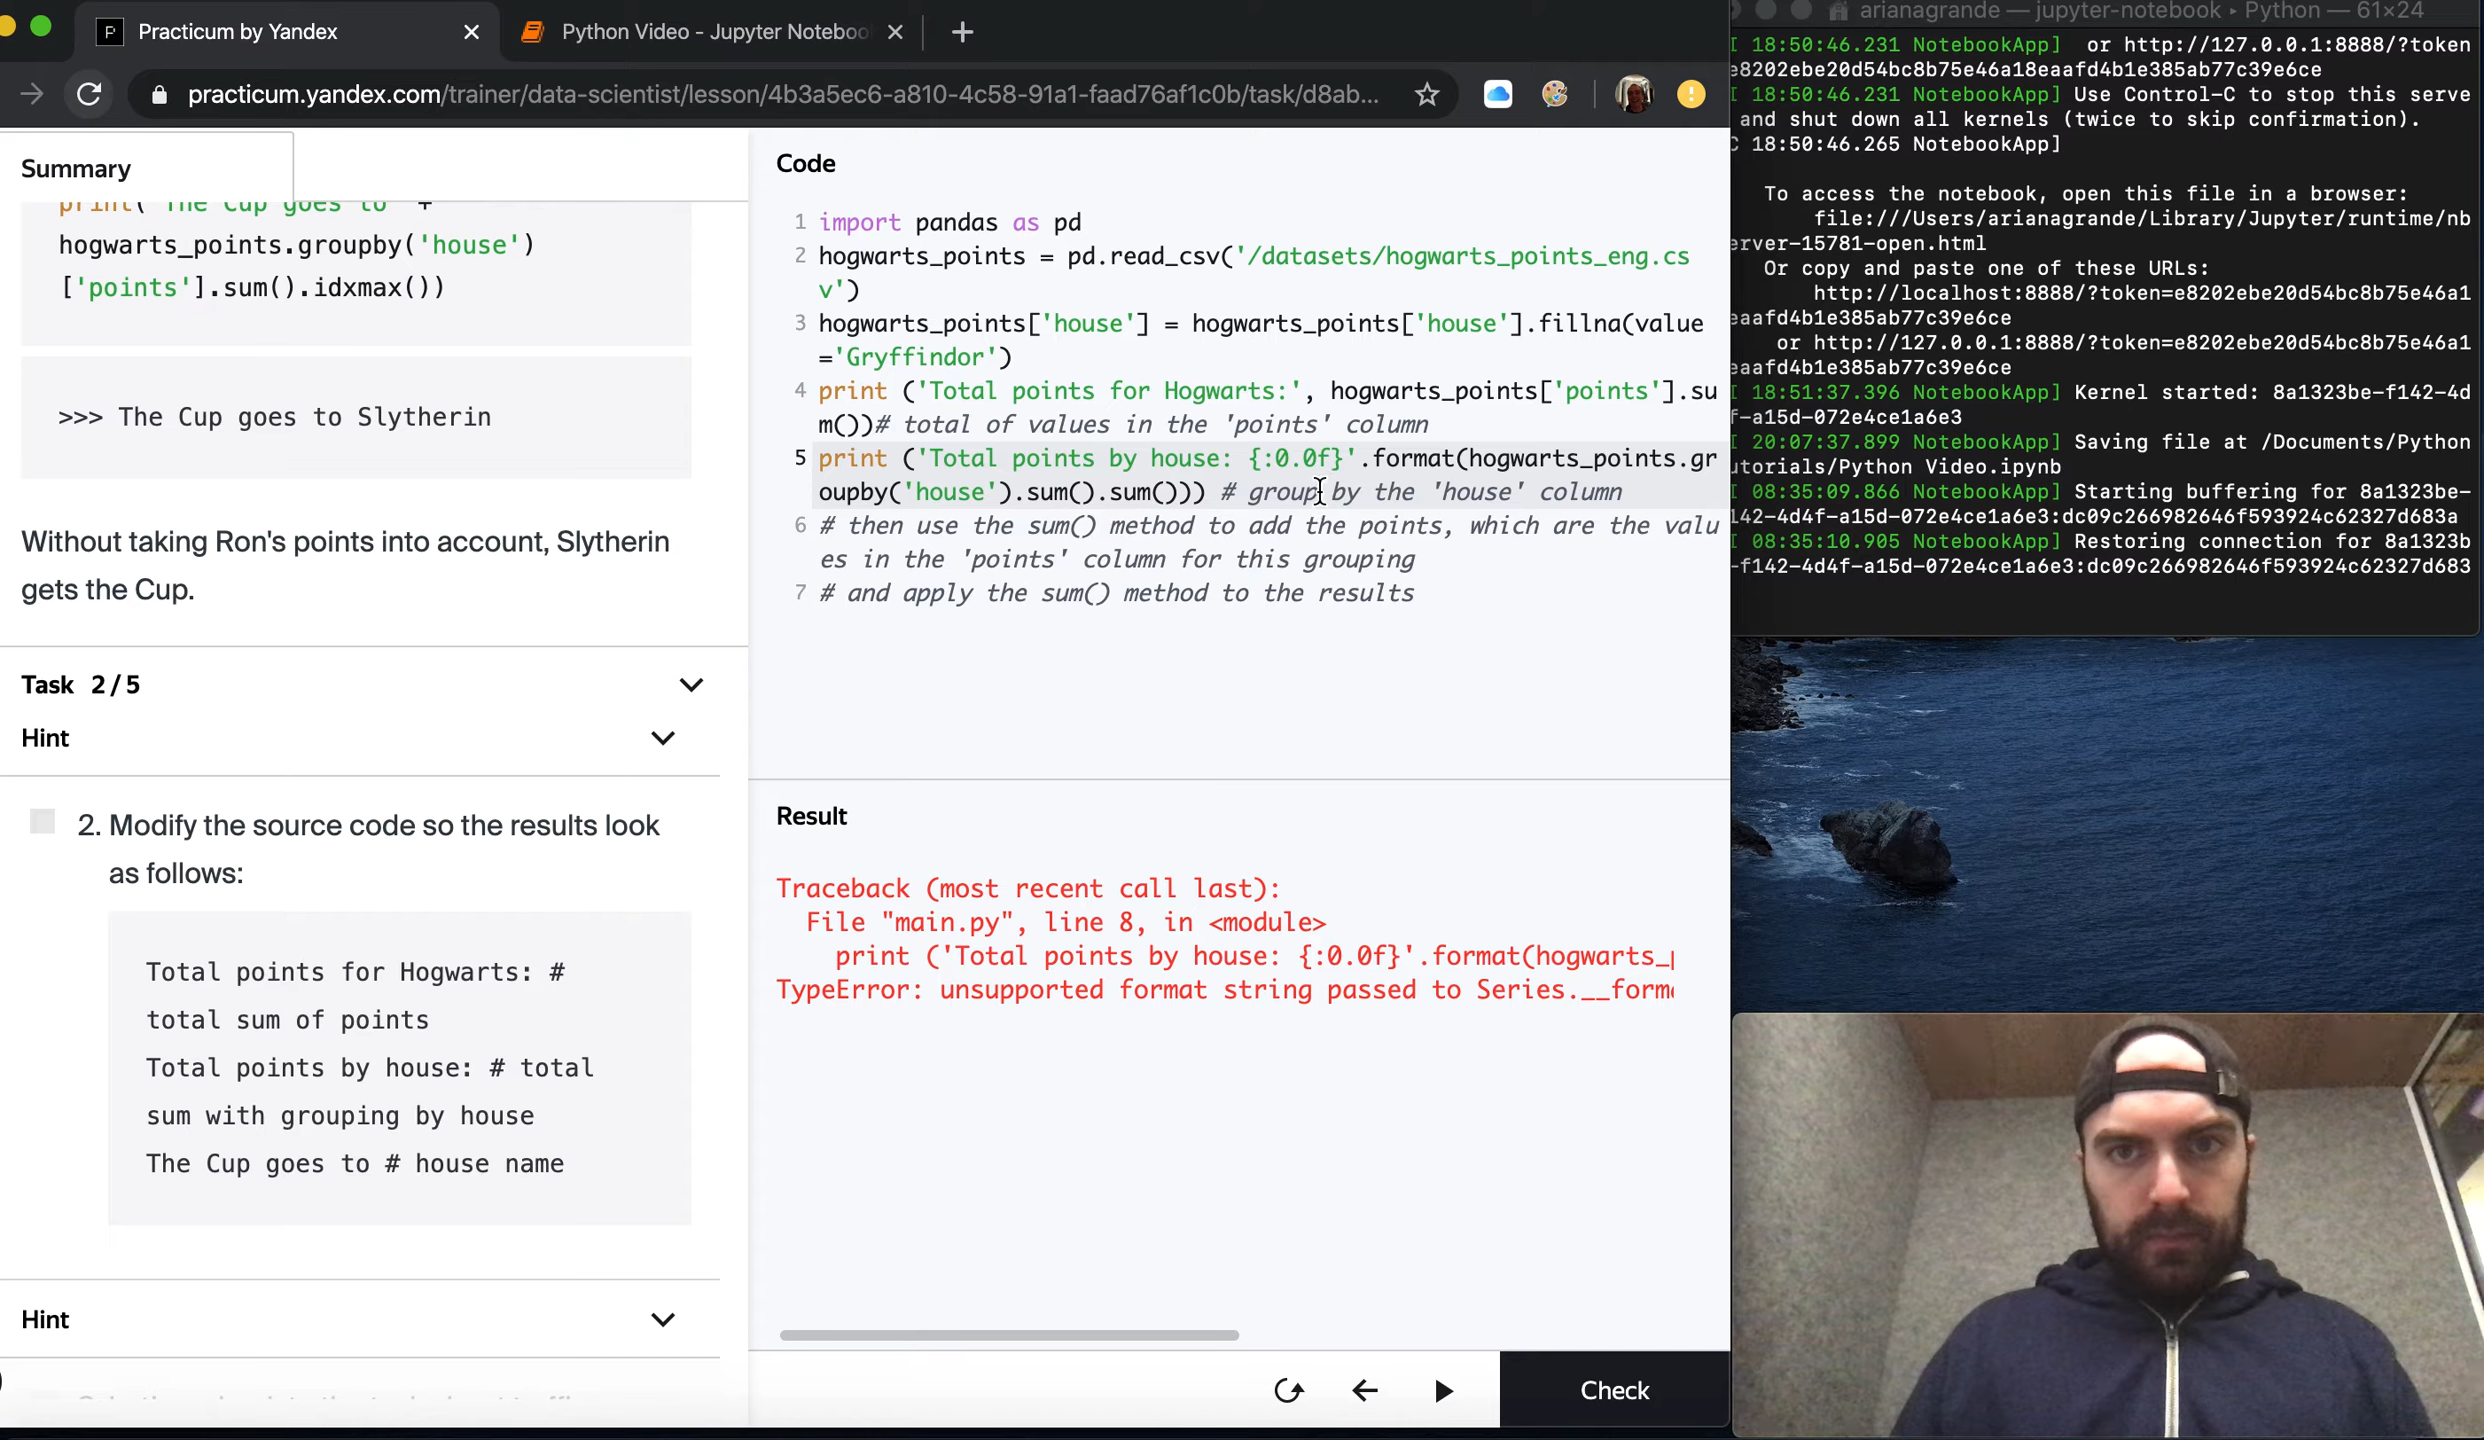 Practicum by Yandex
Python Video - Jupyter Noteboo
practicum.yandex.com/trainer/data-scientist/lesson/4b3a5ec6-a810-4c58-91a1-faad76af1c0b/task/d8ab...
Summary
print( The Cup goes to  +
hogwarts_points.groupby('house')
['points'].sum().idxmax())
>>> The Cup goes to Slytherin
Without taking Ron's points into account, Slytherin
gets the Cup.
Task 2/5
Hint
2. Modify the source code so the results look
as follows:
Total points for Hogwarts: #
total sum of points
Total points by house: # total
sum with grouping by house
The Cup goes to # house name
Hint
Code
1 import pandas as pd
2 hogwarts_points = pd.read_csv('/datasets/hogwarts_points_eng.cs
v')
3 hogwarts_points['house'] = hogwarts_points['house'].fillna(value
='Gryffindor')
4 print ('Total points for Hogwarts:', hogwarts_points['points'].su
m())# total of values in the 'points' column
5 print ('Total points by house: {:0.0f}'.format(hogwarts_points.gr
oupby('house').sum().sum())) # group by the 'house' column
6 # then use the sum() method to add the points, which are the valu
es in the 'points' column for this grouping
7 # and apply the sum() method to the results
Result
Traceback (most recent call last):
File "main.py", line 8, in <module>
print ('Total points by house: {:0.0f}'.format(hogwarts_p
TypeError: unsupported format string passed to Series.__forma
Check
arianagrande — jupyter-notebook ▸ Python — 61×24
I 18:50:46.231 NotebookApp]  or http://127.0.0.1:8888/?token
e8202ebe20d54bc8b75e46a18eaafd4b1e385ab77c39e6ce
I 18:50:46.231 NotebookApp] Use Control-C to stop this serve
and shut down all kernels (twice to skip confirmation).
C 18:50:46.265 NotebookApp]
To access the notebook, open this file in a browser:
file:///Users/arianagrande/Library/Jupyter/runtime/nb
erver-15781-open.html
Or copy and paste one of these URLs:
http://localhost:8888/?token=e8202ebe20d54bc8b75e46a1
eaafd4b1e385ab77c39e6ce
or http://127.0.0.1:8888/?token=e8202ebe20d54bc8b75e46a1
eaafd4b1e385ab77c39e6ce
I 18:51:37.396 NotebookApp] Kernel started: 8a1323be-f142-4d
f-a15d-072e4ce1a6e3
I 20:07:37.899 NotebookApp] Saving file at /Documents/Python
utorials/Python Video.ipynb
I 08:35:09.866 NotebookApp] Starting buffering for 8a1323be-
142-4d4f-a15d-072e4ce1a6e3:dc09c266982646f593924c62327d683a
I 08:35:10.905 NotebookApp] Restoring connection for 8a1323b
-f142-4d4f-a15d-072e4ce1a6e3:dc09c266982646f593924c62327d683